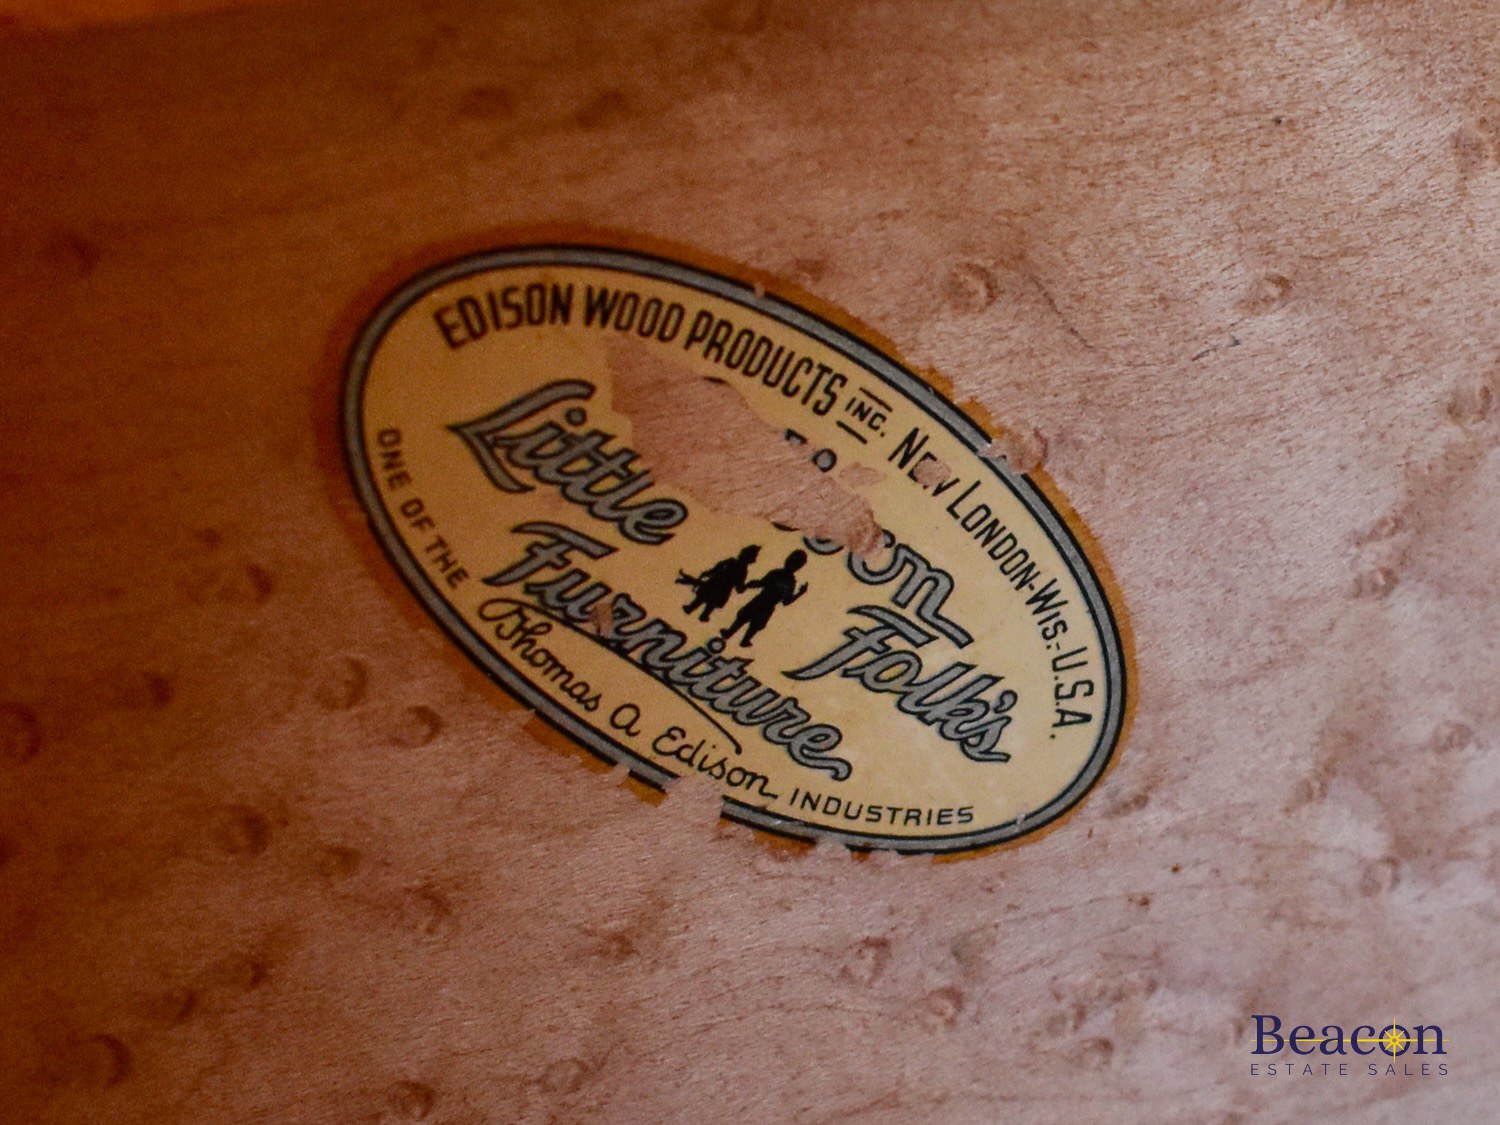 EDISON WOOD PRODUCTS INC. NEW LONDON-WIS.-U.S.A.
Little
Folk's
Furniture
ONE OF THE Thomas A Edison INDUSTRIES
Beacon
ESTATE SALES